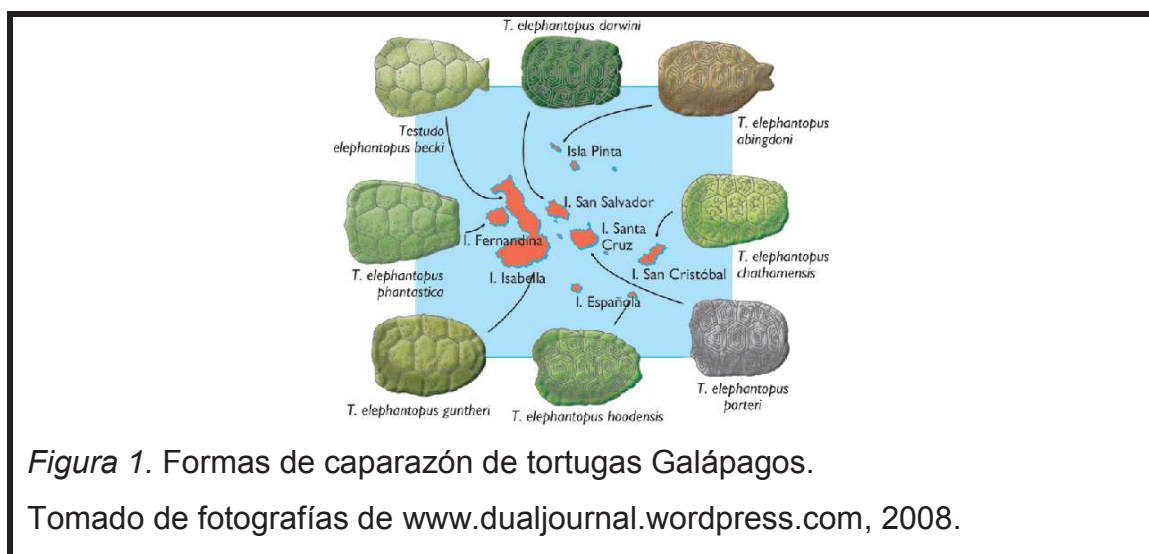 T. elephantopus darwini
Testudo
elephantopus becki
T. elephantopus
abingdoni
Isla Pinta
I. San Salvador
I. Santa
Cruz
I. Fernandina
I. Isabella
I. San Cristóbal
I. Española
T. elephantopus
chathamensis
T. elephantopus
phantastica
T. elephantopus guntheri
T. elephantopus hoodensis
T. elephantopus
porteri
Figura 1. Formas de caparazón de tortugas Galápagos.
Tomado de fotografías de www.dualjournal.wordpress.com, 2008.